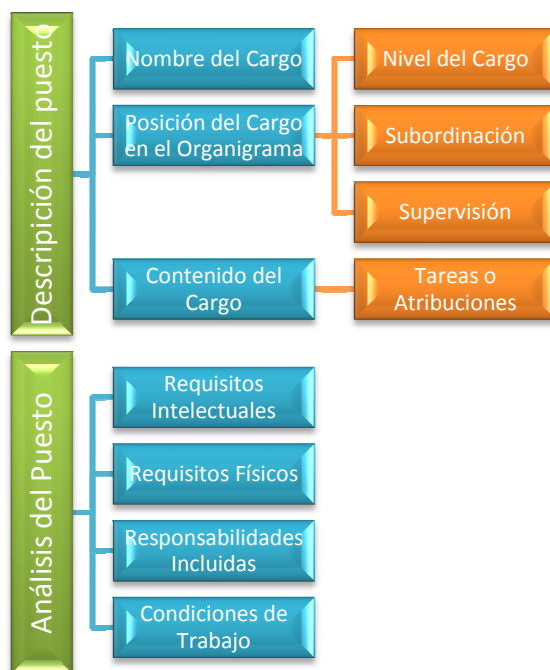 Descripición del puesto
Nombre del Cargo
Posición del Cargo
en el Organigrama
Nivel del Cargo
Subordinación
Supervisión
Contenido del
Cargo
Tareas o
Atribuciones
Análisis del Puesto
Requisitos
Intelectuales
Requisitos Físicos
Responsabilidades
Incluidas
Condiciones de
Trabajo